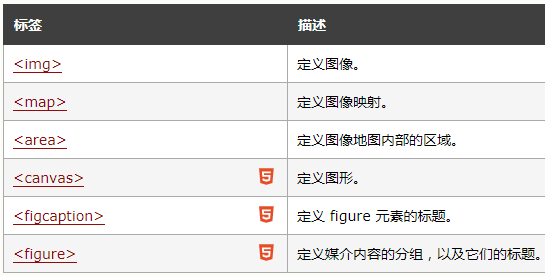 标签 描述
<img> 定义图像。
<map> 定义图像映射。
<area> 定义图像地图内部的区域。
<canvas> 5 定义图形。
<figcaption> 5 定义 figure 元素的标题。
<figure> 5 定义媒介内容的分组，以及它们的标题。